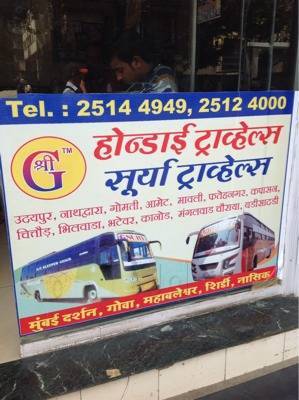 Tel. : 2514 4949, 2512 4000
श्री
G TM
होन्डाई ट्राव्हेल्स
सूर्या ट्राव्हेल्स
उदयपुर, नाथद्वारा, गोमती, आमेट, मावली, फतेहनगर, कपासन,
चित्तौड़, भिलवाडा, भटेवर, कानोड, मंगलवाड चौराया, बडीसादडी
मुंबई दर्शन, गोवा, महाबलेश्वर, शिर्डी, नासिक